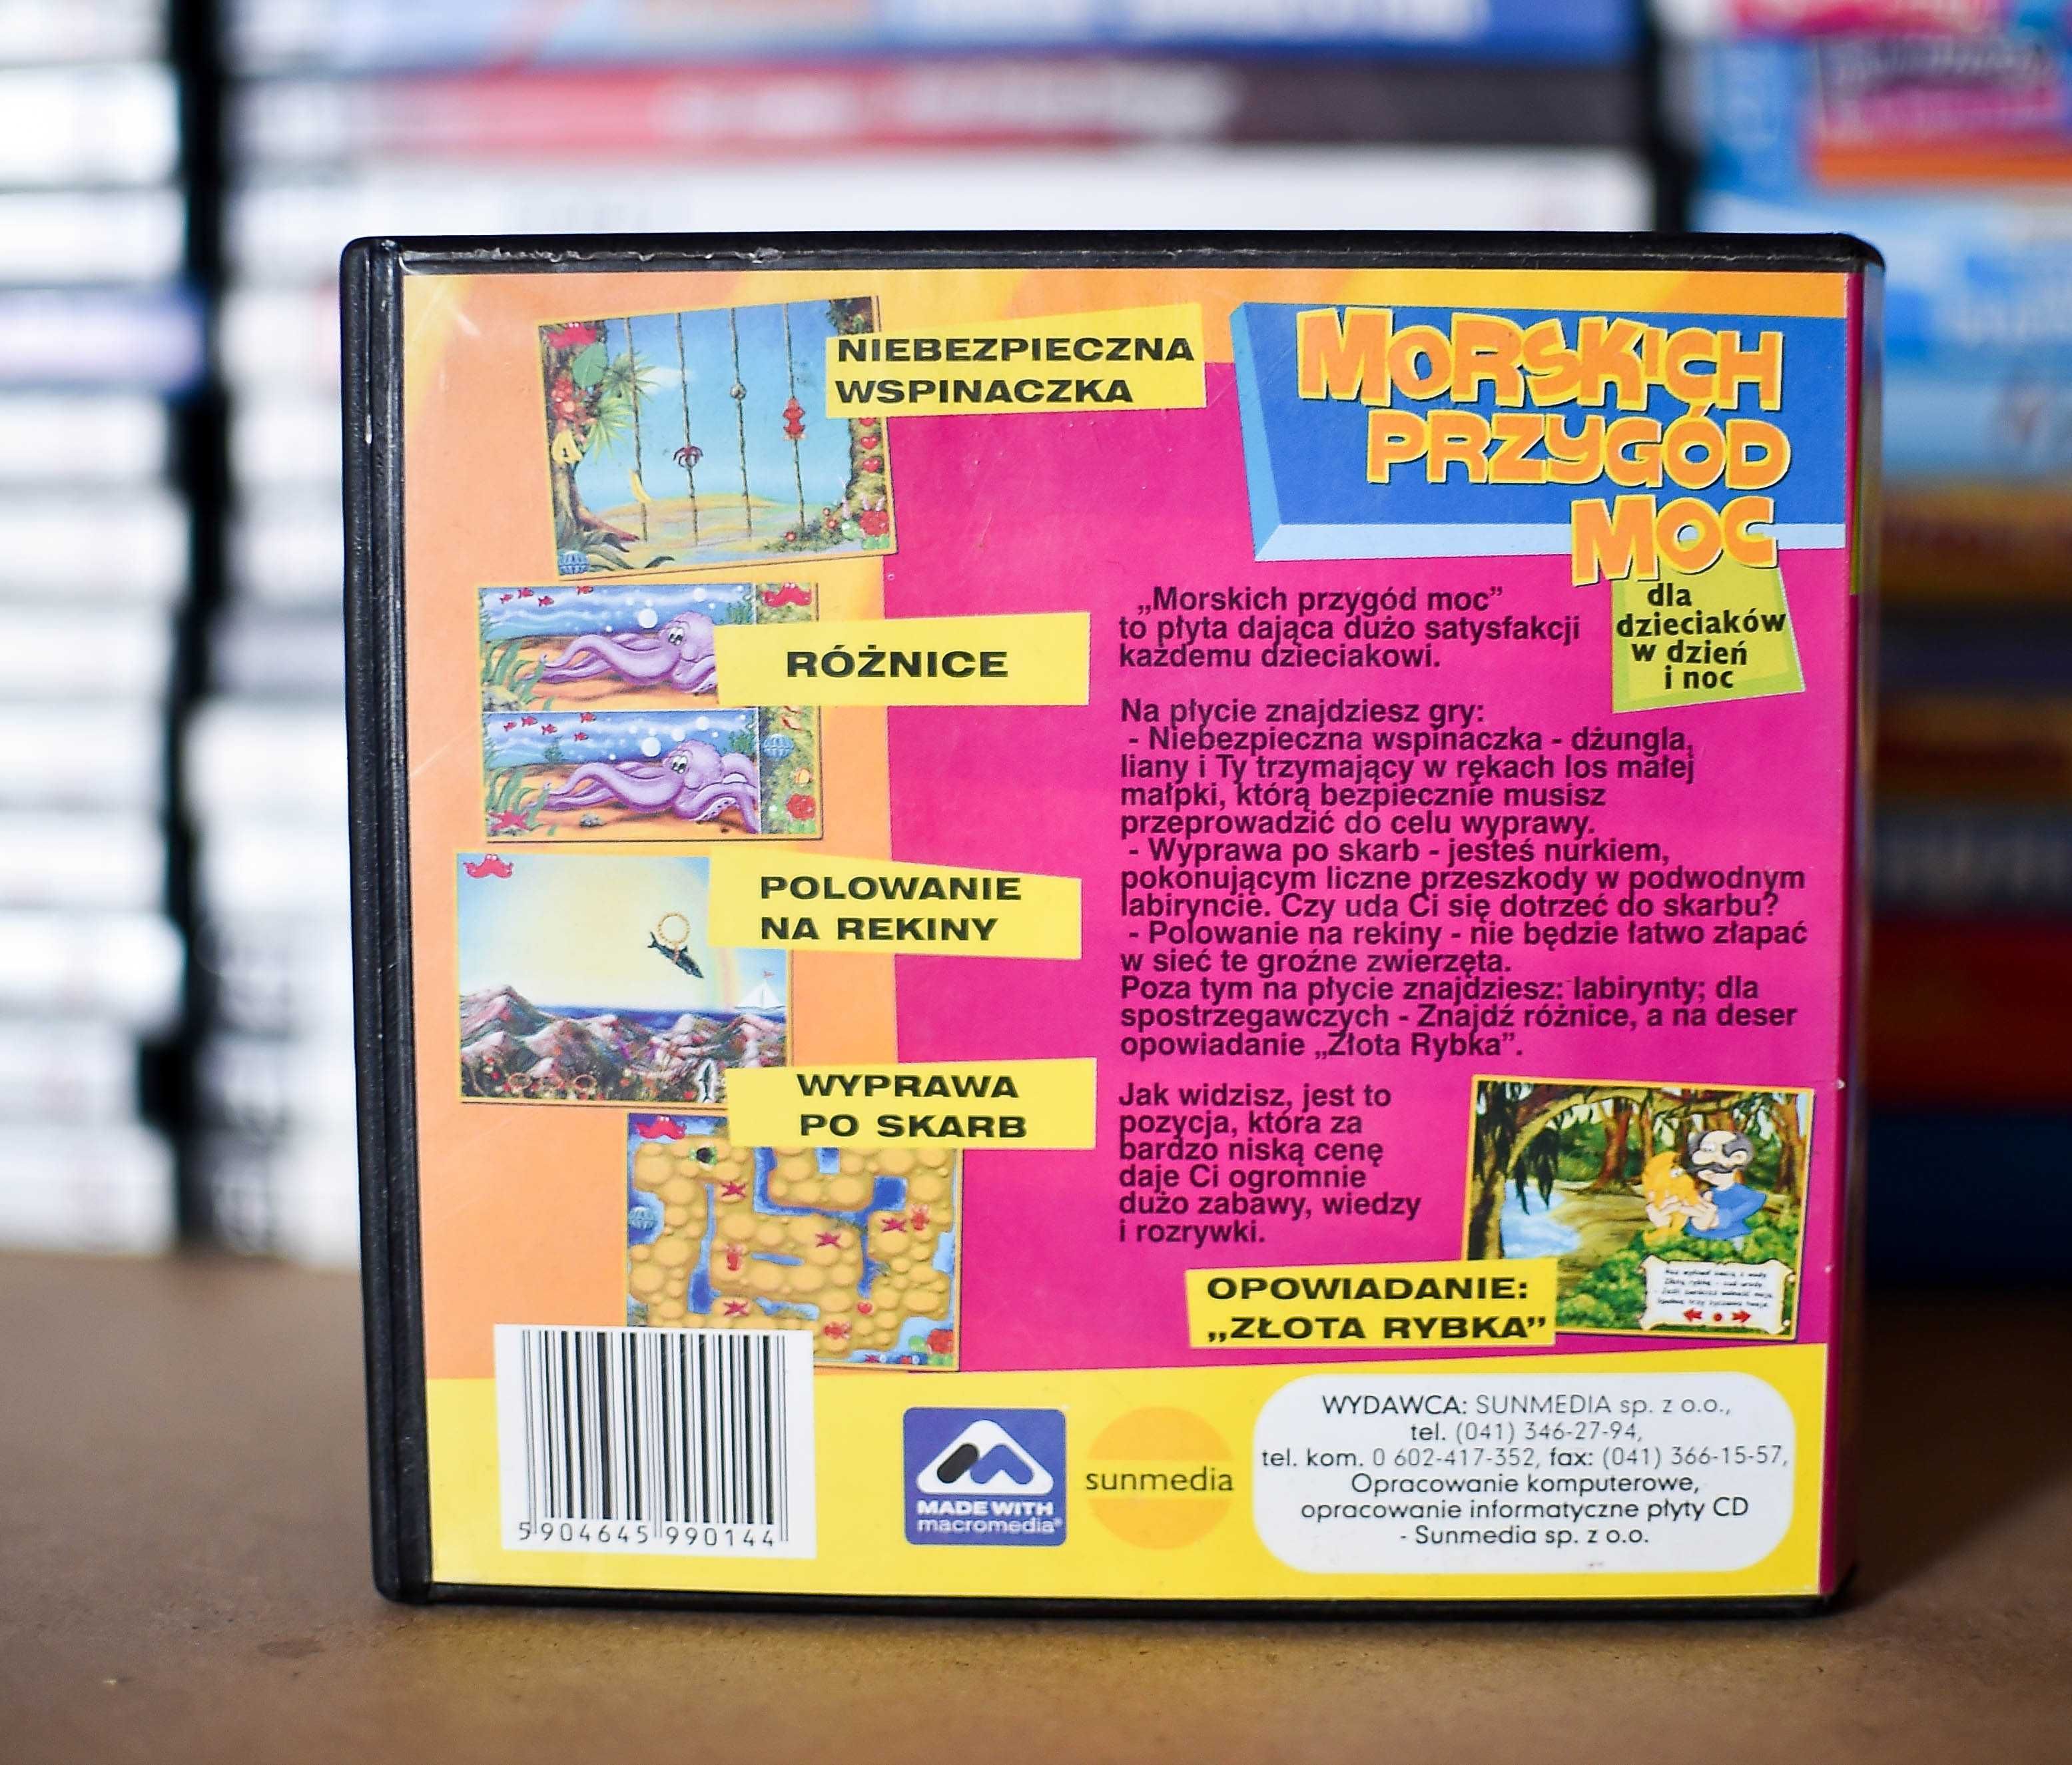 NIEBEZPIECZNA
WSPINACZKA
RÓŻNICE
POLOWANIE
NA REKINY
WYPRAWA
PO SKARB
MORSKICH
PRZYGÓD
MOC
dla
dzieciaków
w dzień
i noc
„Morskich przygód moc”
to płyta dająca dużo satysfakcji
każdemu dzieciakowi.
Na płycie znajdziesz gry:
- Niebezpieczna wspinaczka - dżungla,
liany i Ty trzymający w rękach los małej
małpki, którą bezpiecznie musisz
przeprowadzić do celu wyprawy.
- Wyprawa po skarb - jesteś nurkiem,
pokonującym liczne przeszkody w podwodnym
labiryncie. Czy uda Ci się dotrzeć do skarbu?
- Polowanie na rekiny - nie będzie łatwo złapać
w sieć te groźne zwierzęta.
Poza tym na płycie znajdziesz: labirynty; dla
spostrzegawczych - Znajdź różnice, a na deser
opowiadanie „Złota Rybka”.
Jak widzisz, jest to
pozycja, która za
bardzo niską cenę
daje Ci ogromnie
dużo zabawy, wiedzy
i rozrywki.
OPOWIADANIE:
„ZŁOTA RYBKA”
5 904645 990144
MADE WITH
macromedia®
sunmedia
WYDAWCA: SUNMEDIA sp. z o.o.,
tel. (041) 346-27-94,
tel. kom. 0 602-417-352, fax: (041) 366-15-57,
Opracowanie komputerowe,
opracowanie informatyczne płyty CD
- Sunmedia sp. z o.o.